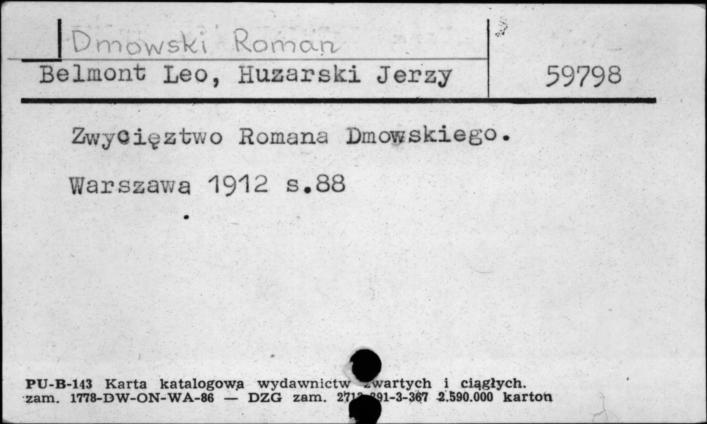 Dmowski Roman
Belmont Leo, Huzarski Jerzy 59798
Zwycięztwo Romana Dmowskiego.
Warszawa 1912 s.88
PU-B-143 Karta katalogowa wydawnictw zwartych i ciągłych.
zam. 1778-DW-ON-WA-86 — DZG zam. 2.590.000 karton